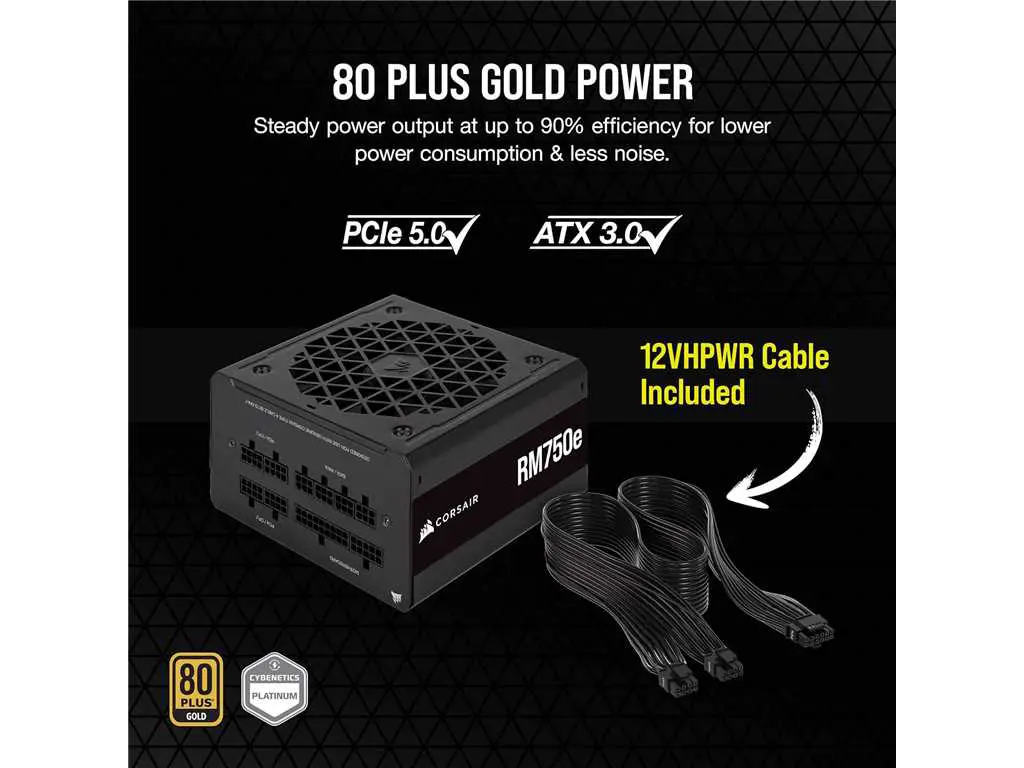 80 PLUS GOLD POWER
Steady power output at up to 90% efficiency for lower
power consumption & less noise.
PCIe 5.0
ATX 3.0
12VHPWR Cable
Included
RM750e
CORSAIR
80
PLUS
GOLD
CYBENETICS
PLATINUM